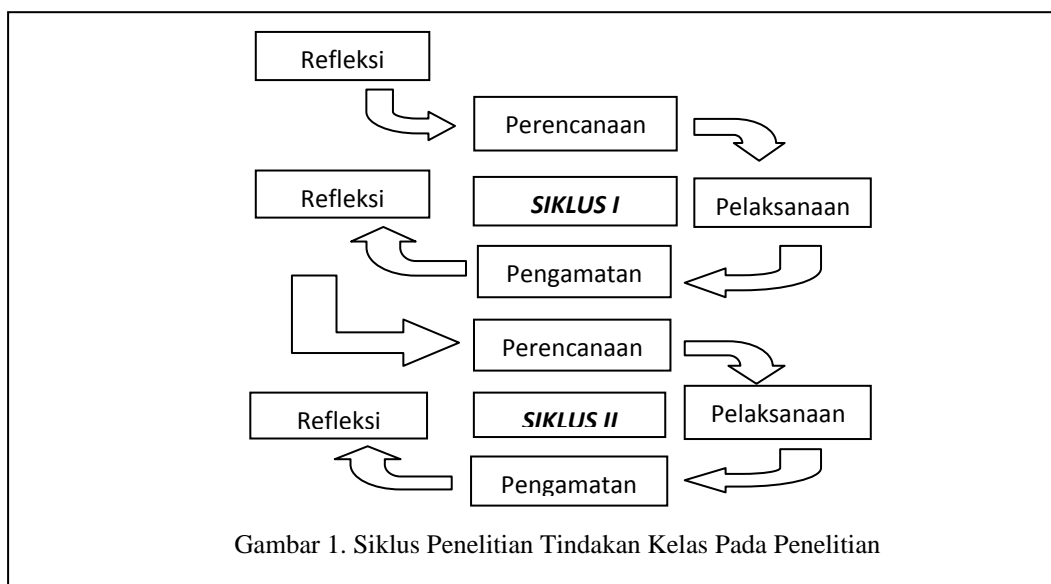 Refleksi
Perencanaan
Refleksi
SIKLUS I
Pelaksanaan
Pengamatan
Perencanaan
Refleksi
SIKLUS II
Pelaksanaan
Pengamatan
Gambar 1. Siklus Penelitian Tindakan Kelas Pada Penelitian